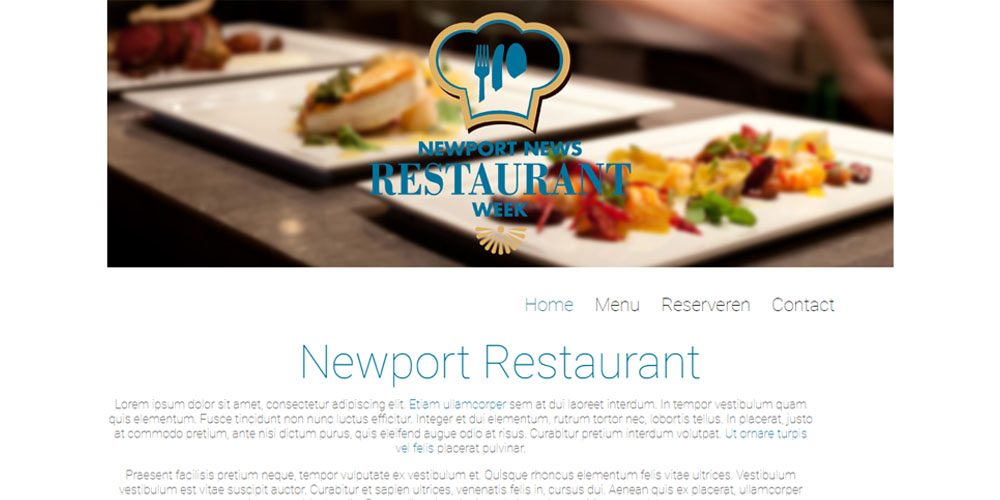 NEWPORT NEWS
RESTAURANT
WEEK
Home Menu Reserveren Contact
Newport Restaurant
Lorem ipsum dolor sit amet, consectetur adipiscing elit. Etiam ullamcorper sem at dui laoreet interdum. In tempor vestibulum quam
quis elementum. Fusce tincidunt non nunc luctus efficitur. Integer et dui elementum, rutrum tortor nec, lobortis tellus. In placerat, justo
at commodo pretium, ante nisi dictum purus, quis eleifend augue odio at risus. Curabitur pretium interdum volutpat. Ut ornare turpis
vel felis placerat pulvinar.
Praesent facilisis pretium neque, tempor vulputate ex vestibulum et. Quisque rhoncus elementum felis vitae ultrices. Vestibulum
vestibulum est vitae suscipit auctor. Curabitur et sapien ultrices, venenatis felis in, cursus dui. Aenean quis ex placerat, ullamcorper